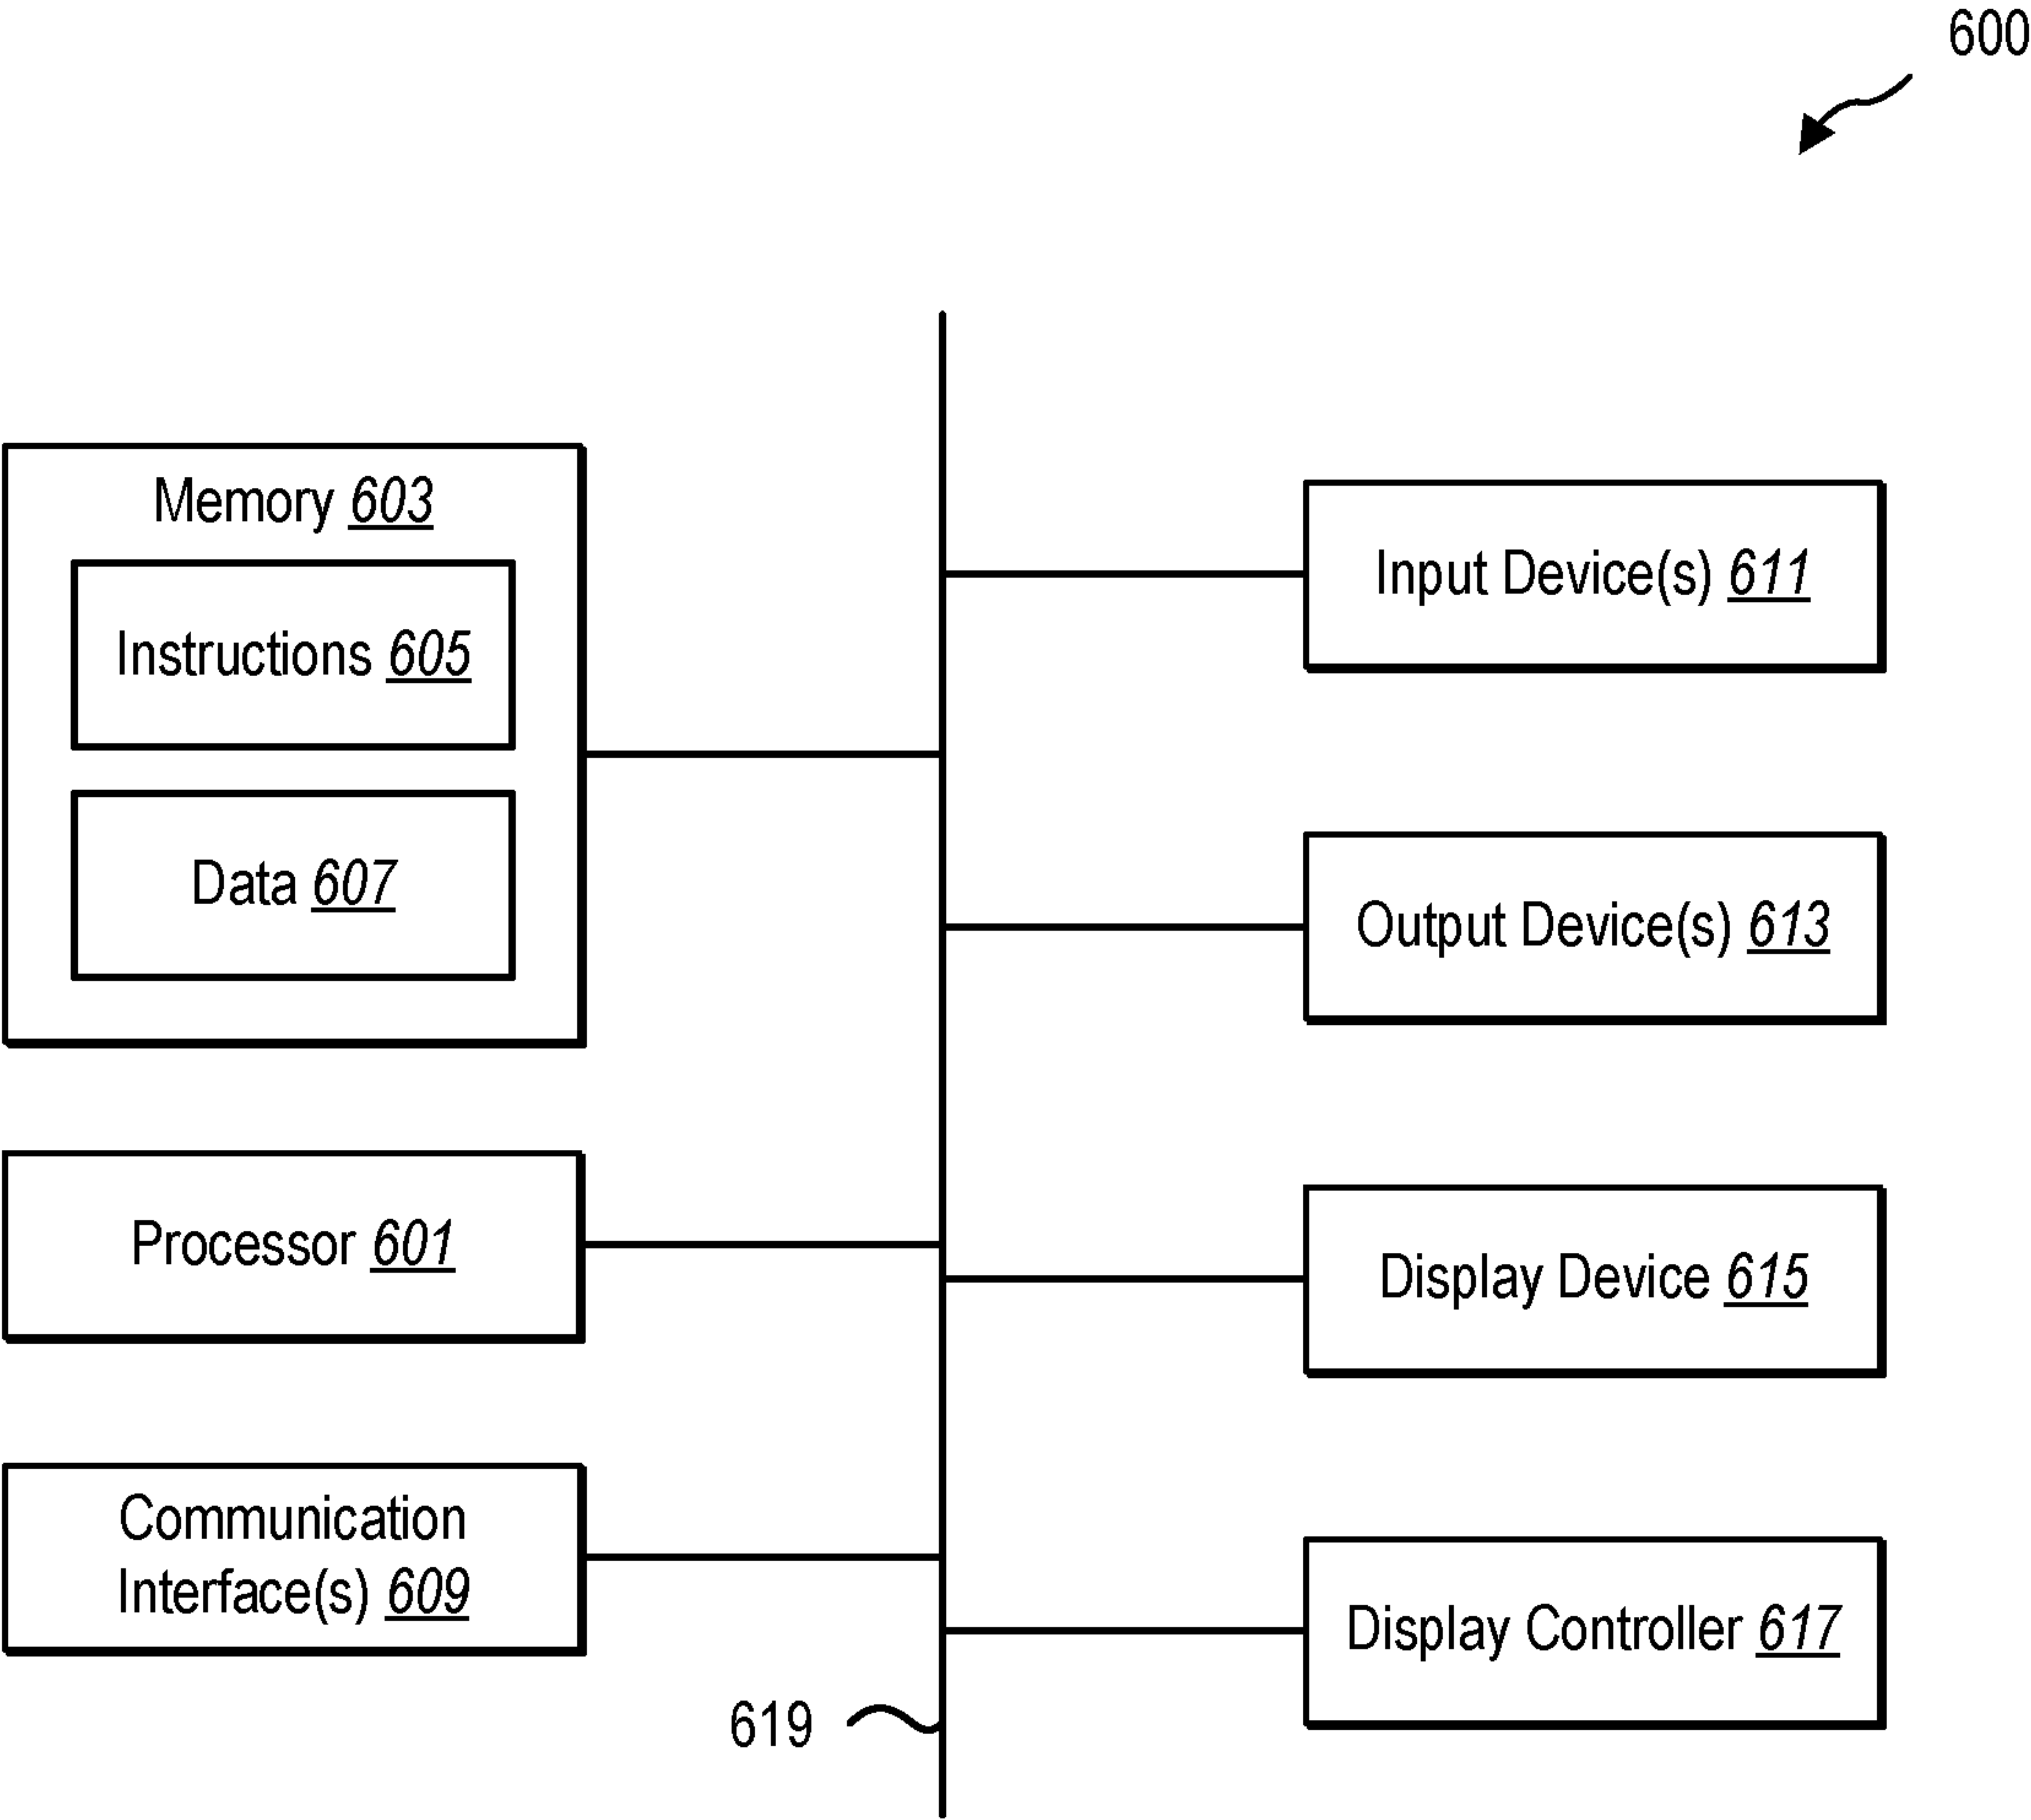 600
Memory 603
Instructions 605
Data 607
Processor 601
Communication
Interface(s) 609
Input Device(s) 611
Output Device(s) 613
Display Device 615
Display Controller 617
619